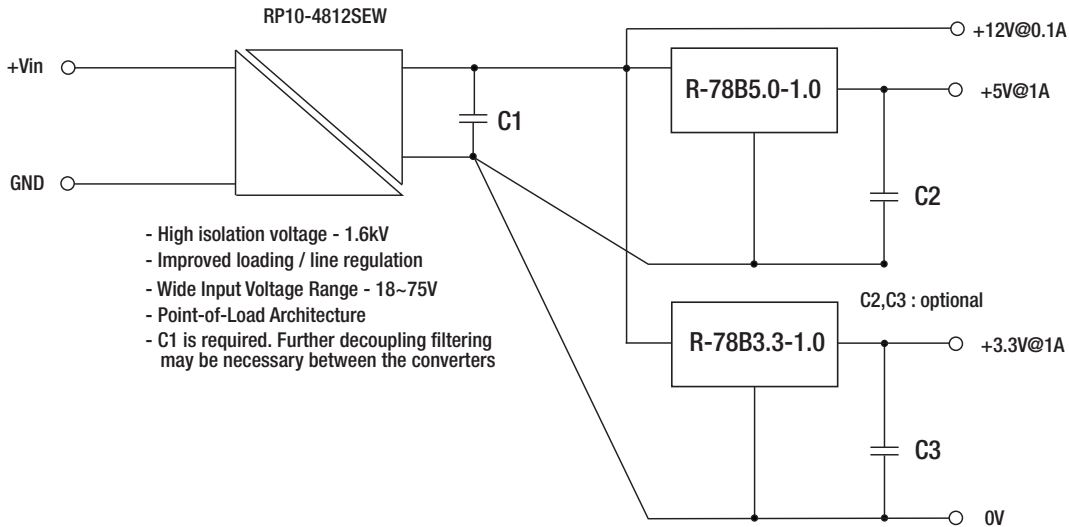 RP10-4812SEW
+Vin
GND
C1
R-78B5.0-1.0
+12V@0.1A
+5V@1A
C2
- High isolation voltage - 1.6kV
- Improved loading / line regulation
- Wide Input Voltage Range - 18~75V
- Point-of-Load Architecture
- C1 is required. Further decoupling filtering
may be necessary between the converters
C2,C3 : optional
R-78B3.3-1.0
+3.3V@1A
C3
0V